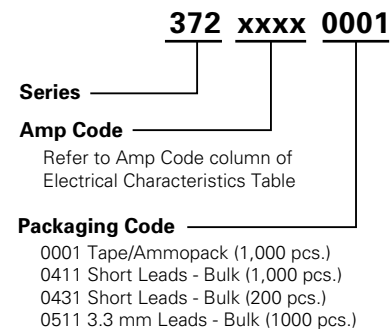 372 xxxx 0001
Series
Amp Code
Refer to Amp Code column of
Electrical Characteristics Table
Packaging Code
0001 Tape/Ammopack (1,000 pcs.)
0411 Short Leads - Bulk (1,000 pcs.)
0431 Short Leads - Bulk (200 pcs.)
0511 3.3 mm Leads - Bulk (1000 pcs.)